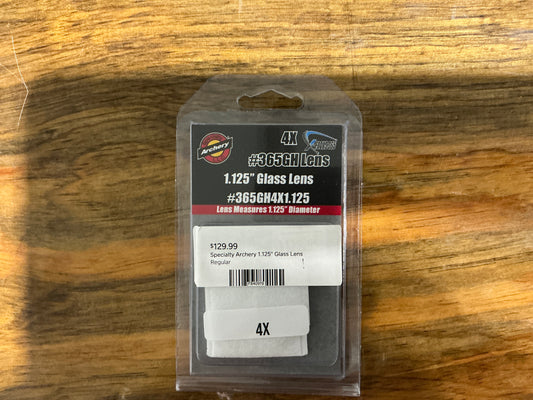 Archery
4X
#365GH Lens
1.125" Glass Lens
#365GH4X1.125
Lens Measures 1.125" Diameter
$129.99
Specialty Archery 1.125" Glass Lens
Regular
4X